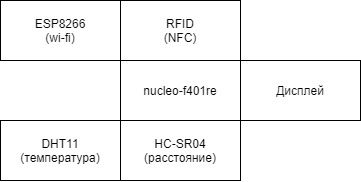 ESP8266
(wi-fi)
RFID
(NFC)
nucleo-f401re
Дисплей
DHT11
(температура)
HC-SR04
(расстояние)